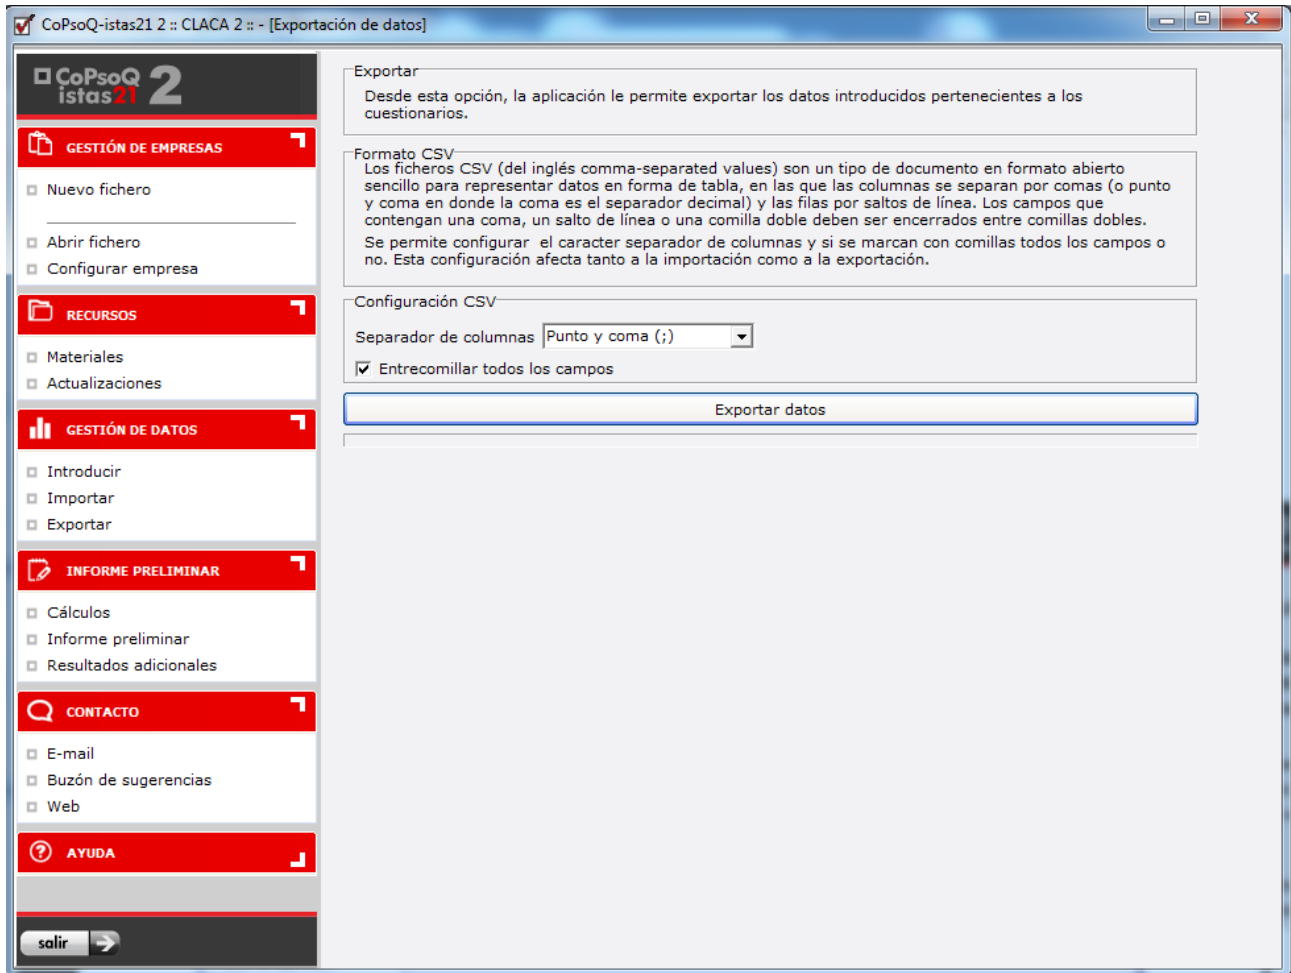 CoPsoQ-istas21 2 :: CLACA 2 :: - [Exportación de datos]
CoPsoQ
istas21 2
GESTIÓN DE EMPRESAS
Nuevo fichero
Abrir fichero
Configurar empresa
RECURSOS
Materiales
Actualizaciones
GESTIÓN DE DATOS
Introducir
Importar
Exportar
INFORME PRELIMINAR
Cálculos
Informe preliminar
Resultados adicionales
CONTACTO
E-mail
Buzón de sugerencias
Web
AYUDA
salir
Exportar
Desde esta opción, la aplicación le permite exportar los datos introducidos pertenecientes a los
cuestionarios.
Formato CSV
Los ficheros CSV (del inglés comma-separated values) son un tipo de documento en formato abierto
sencillo para representar datos en forma de tabla, en las que las columnas se separan por comas (o punto
y coma en donde la coma es el separador decimal) y las filas por saltos de línea. Los campos que
contengan una coma, un salto de línea o una comilla doble deben ser encerrados entre comillas dobles.
Se permite configurar  el caracter separador de columnas y si se marcan con comillas todos los campos o
no. Esta configuración afecta tanto a la importación como a la exportación.
Configuración CSV
Separador de columnas Punto y coma (;)
Entrecomillar todos los campos
Exportar datos